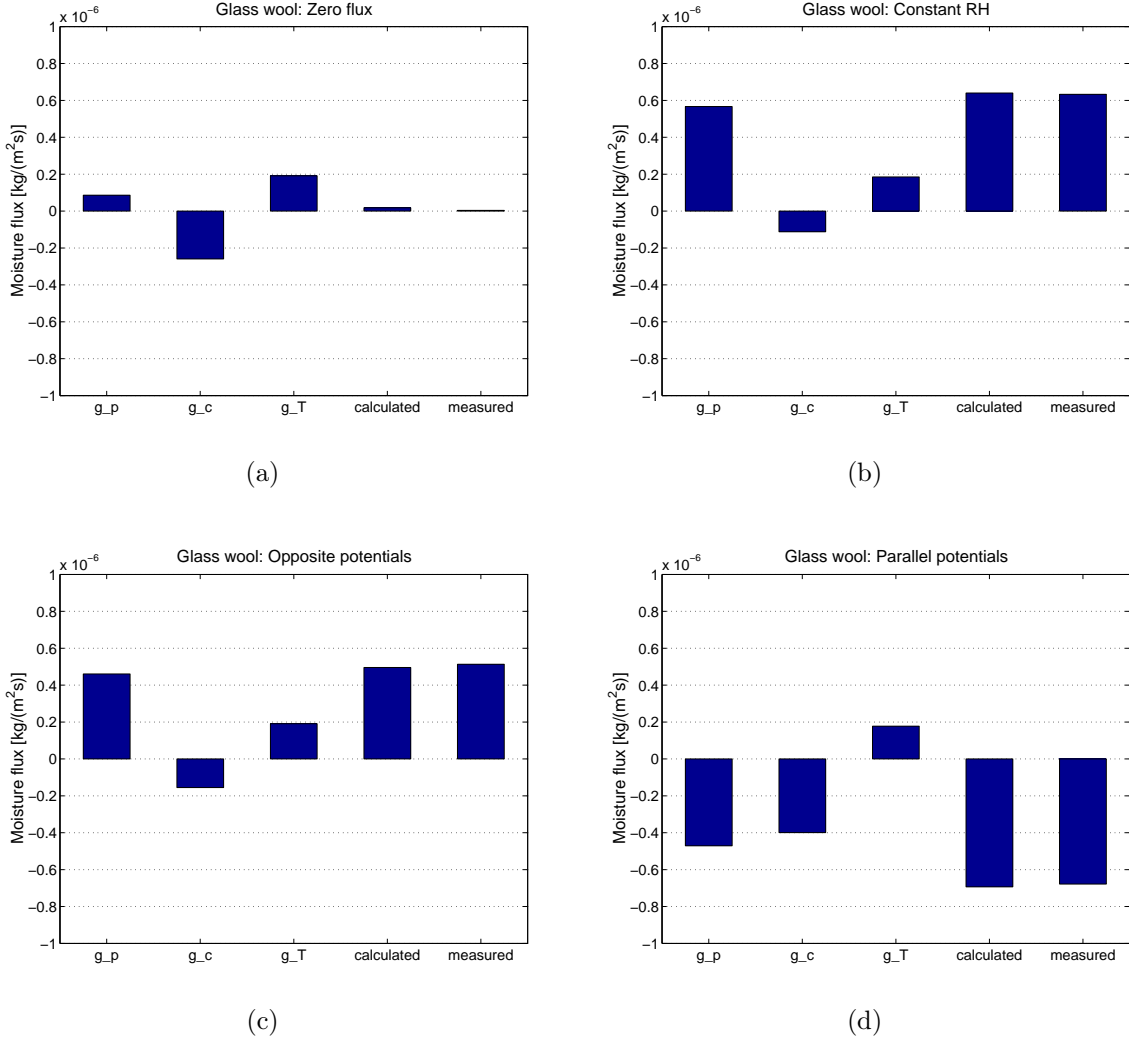 x 10⁻⁶
Glass wool: Zero flux
1
0.8
0.6
0.4
0.2
0
−0.2
−0.4
−0.6
−0.8
−1
Moisture flux [kg/(m²s)]
g_p g_c g_T calculated measured
(a)
x 10⁻⁶
Glass wool: Constant RH
1
0.8
0.6
0.4
0.2
0
−0.2
−0.4
−0.6
−0.8
−1
Moisture flux [kg/(m²s)]
g_p g_c g_T calculated measured
(b)
x 10⁻⁶
Glass wool: Opposite potentials
1
0.8
0.6
0.4
0.2
0
−0.2
−0.4
−0.6
−0.8
−1
Moisture flux [kg/(m²s)]
g_p g_c g_T calculated measured
(c)
x 10⁻⁶
Glass wool: Parallel potentials
1
0.8
0.6
0.4
0.2
0
−0.2
−0.4
−0.6
−0.8
−1
Moisture flux [kg/(m²s)]
g_p g_c g_T calculated measured
(d)